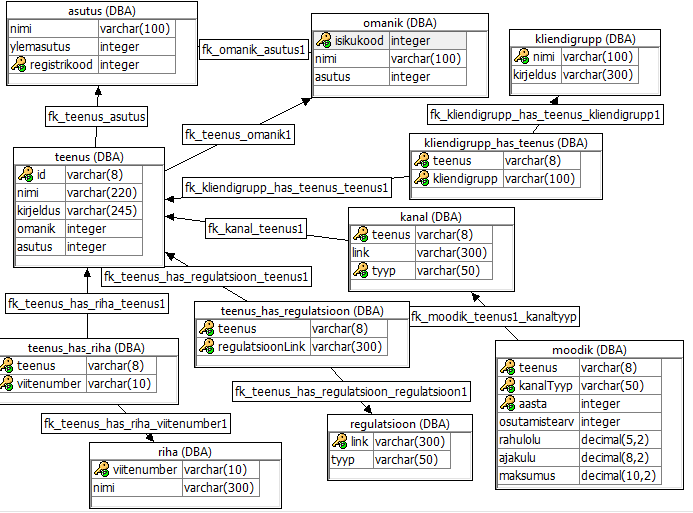 asutus (DBA)
nimi varchar(100)
ylemasutus integer
registrikood integer
fk_omanik_asutus1
omanik (DBA)
isikukood integer
nimi varchar(100)
asutus integer
kliendigrupp (DBA)
nimi varchar(100)
kirjeldus varchar(300)
fk_teenus_asutus
fk_teenus_omanik1
fk_kliendigrupp_has_teenus_kliendigrupp1
kliendigrupp_has_teenus (DBA)
teenus varchar(8)
kliendigrupp varchar(100)
teenus (DBA)
id varchar(8)
nimi varchar(220)
kirjeldus varchar(245)
omanik integer
asutus integer
fk_kliendigrupp_has_teenus_teenus1
fk_kanal_teenus1
kanal (DBA)
teenus varchar(8)
link varchar(300)
tyyp varchar(50)
fk_teenus_has_regulatsioon_teenus1
fk_teenus_has_riha_teenus1
teenus_has_regulatsioon (DBA)
teenus varchar(8)
regulatsioonLink varchar(300)
fk_moodik_teenus1_kanaltyyp
teenus_has_riha (DBA)
teenus varchar(8)
viitenumber varchar(10)
moodik (DBA)
teenus varchar(8)
kanalTyyp varchar(50)
aasta integer
osutamistearv integer
rahulolu decimal(5,2)
ajakulu decimal(8,2)
maksumus decimal(10,2)
fk_teenus_has_regulatsioon_regulatsioon1
fk_teenus_has_riha_viitenumber1
regulatsioon (DBA)
link varchar(300)
tyyp varchar(50)
riha (DBA)
viitenumber varchar(10)
nimi varchar(300)